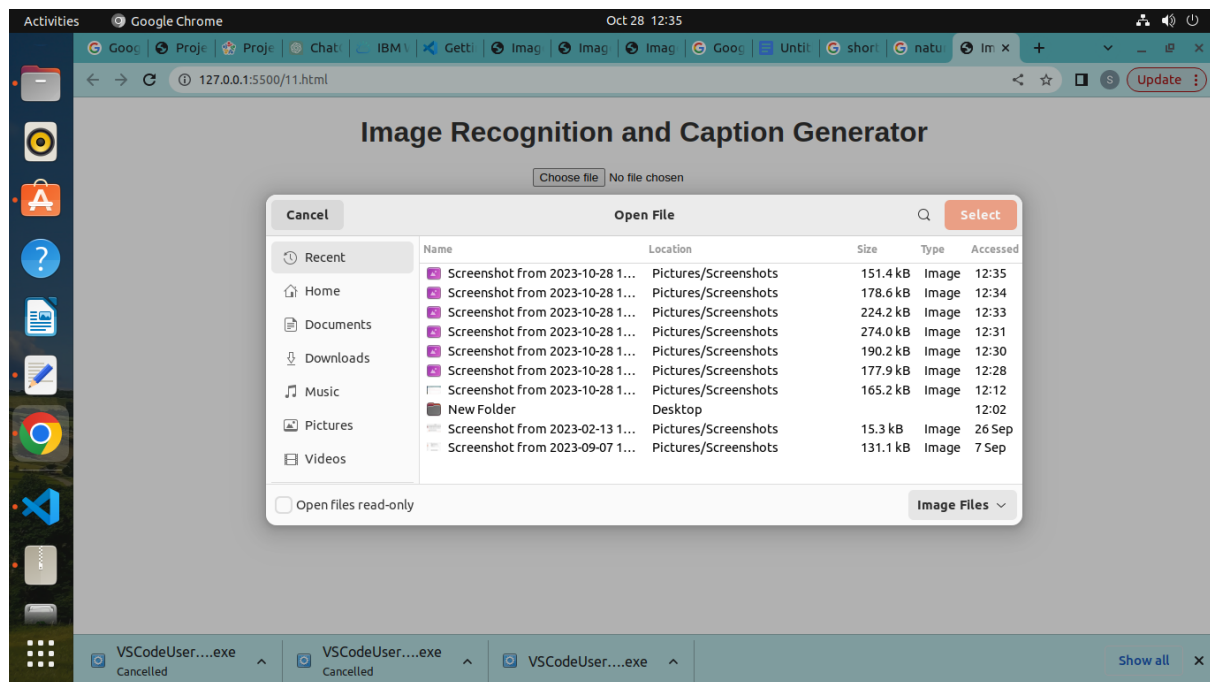 Activities Google Chrome Oct 28 12:35
Goog Proje Proje Chat IBM Getti Imag Imag Imag Goog Untit short natu Im
127.0.0.1:5500/11.html S Update
Image Recognition and Caption Generator
Choose file No file chosen
Cancel Open File Select
Name Location Size Type Accessed
Recent
Home
Documents
Downloads
Music
Pictures
Videos
Screenshot from 2023-10-28 1... Pictures/Screenshots 151.4 kB Image 12:35
Screenshot from 2023-10-28 1... Pictures/Screenshots 178.6 kB Image 12:34
Screenshot from 2023-10-28 1... Pictures/Screenshots 224.2 kB Image 12:33
Screenshot from 2023-10-28 1... Pictures/Screenshots 274.0 kB Image 12:31
Screenshot from 2023-10-28 1... Pictures/Screenshots 190.2 kB Image 12:30
Screenshot from 2023-10-28 1... Pictures/Screenshots 177.9 kB Image 12:28
Screenshot from 2023-10-28 1... Pictures/Screenshots 165.2 kB Image 12:12
New Folder Desktop 12:02
Screenshot from 2023-02-13 1... Pictures/Screenshots 15.3 kB Image 26 Sep
Screenshot from 2023-09-07 1... Pictures/Screenshots 131.1 kB Image 7 Sep
Open files read-only Image Files
VSCodeUser....exe VSCodeUser....exe VSCodeUser....exe Show all
Cancelled Cancelled